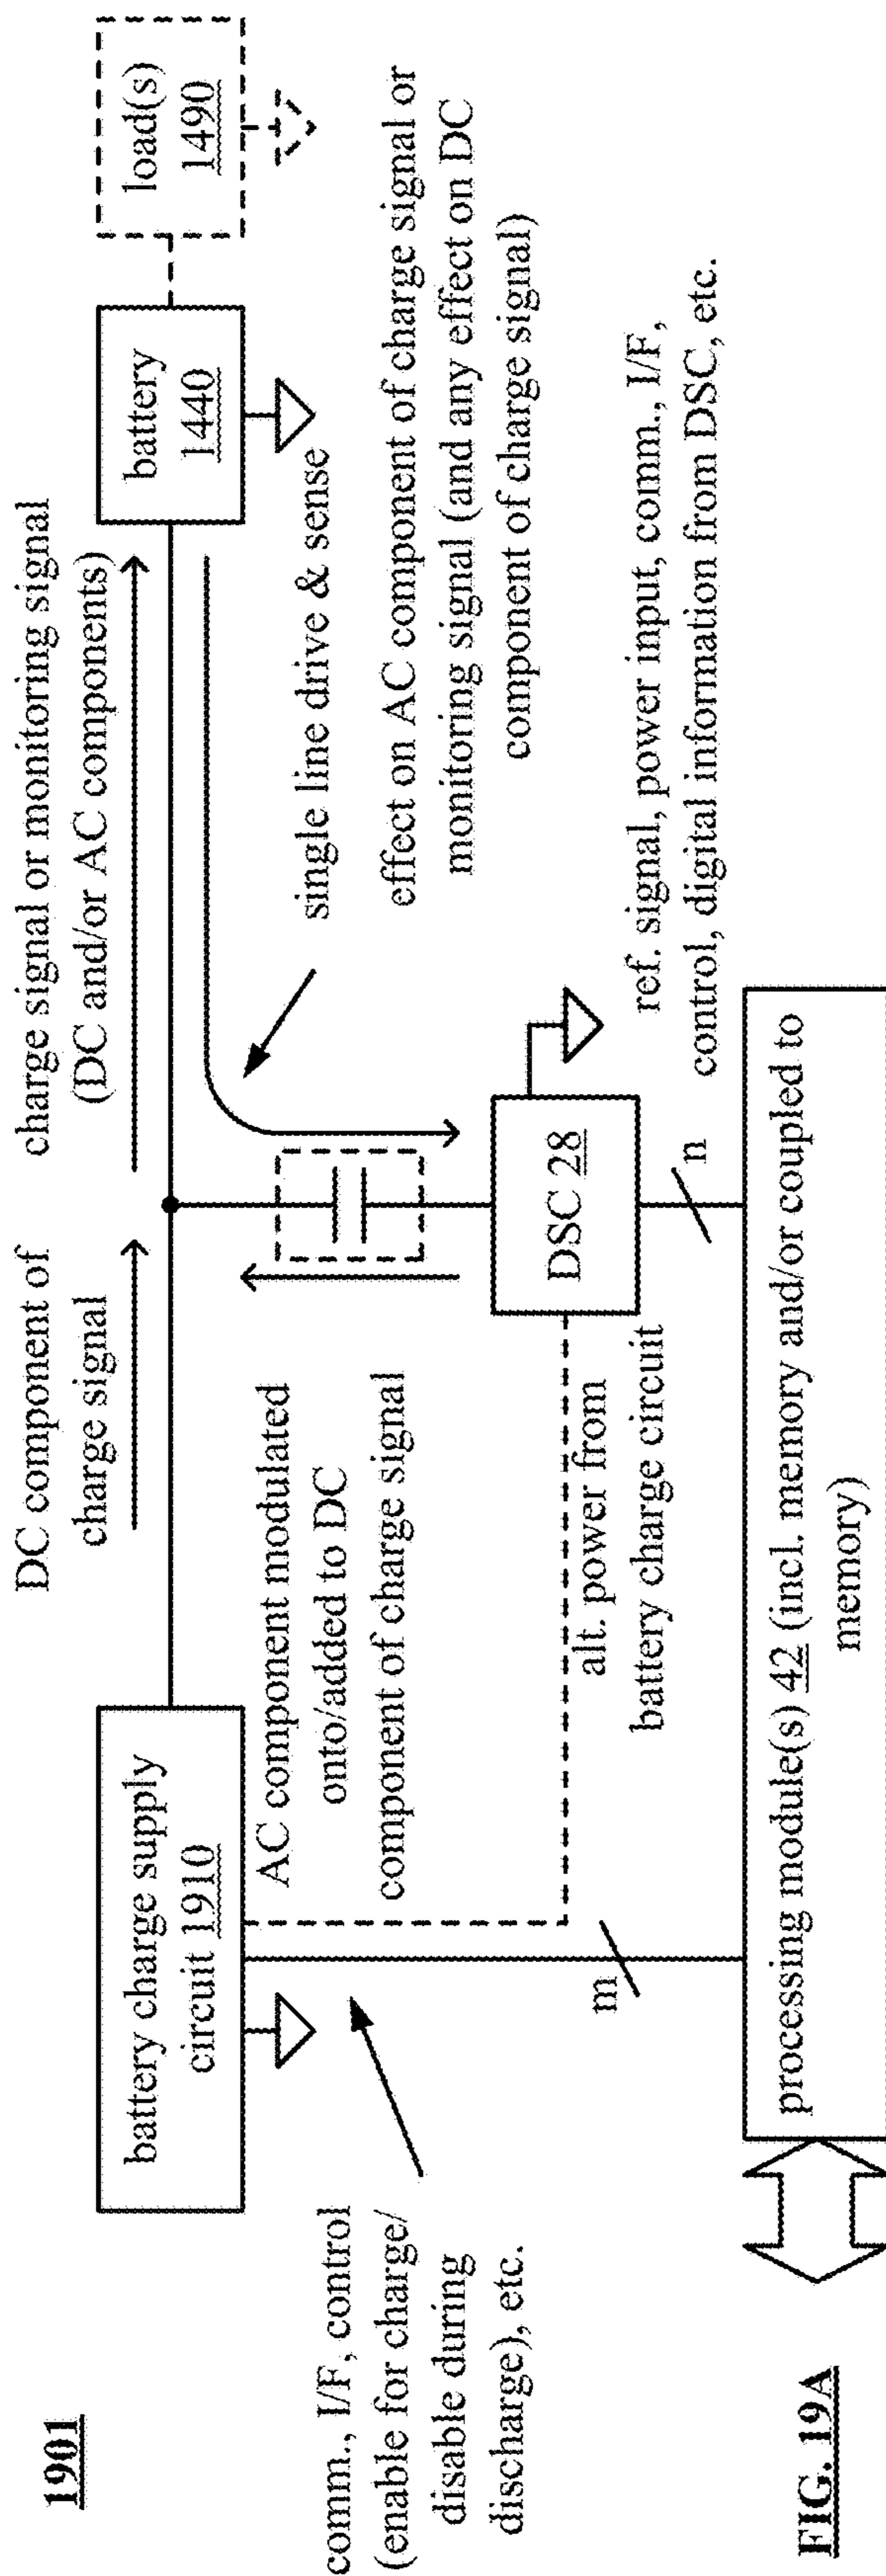 1901
DC component of
charge signal
charge signal or monitoring signal
(DC and/or AC components)
battery charge supply
circuit 1910
battery
1440
load(s)
1490
comm., I/F, control
(enable for charge/
disable during
discharge), etc.
AC component modulated
onto/added to DC
component of charge signal
single line drive & sense
effect on AC component of charge signal or
monitoring signal (and any effect on DC
component of charge signal)
alt. power from
battery charge circuit
DSC 28
ref. signal, power input, comm., I/F,
control, digital information from DSC, etc.
m
n
processing module(s) 42 (incl. memory and/or coupled to
memory)
FIG. 19A